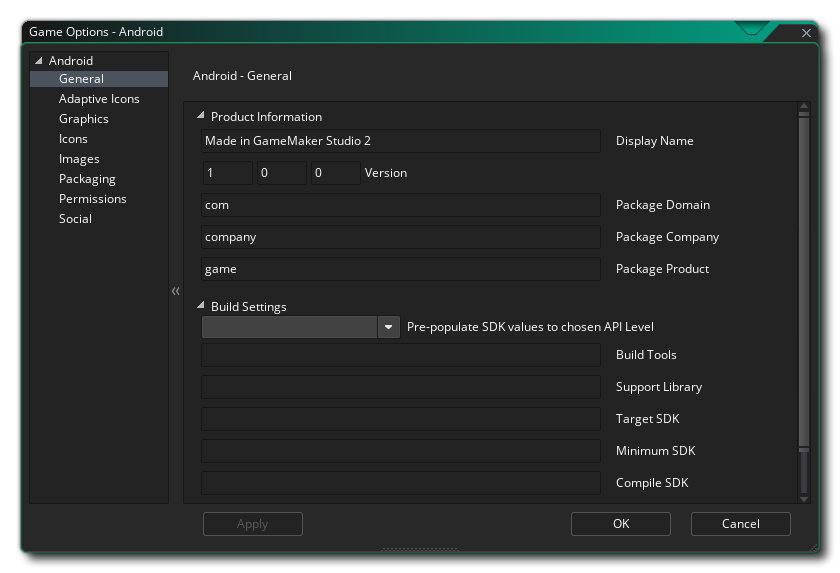 Game Options - Android
Android
General
Adaptive Icons
Graphics
Icons
Images
Packaging
Permissions
Social
Android - General
Product Information
Made in GameMaker Studio 2 Display Name
1 0 0 Version
com Package Domain
company Package Company
game Package Product
Build Settings
Pre-populate SDK values to chosen API Level
Build Tools
Support Library
Target SDK
Minimum SDK
Compile SDK
Apply OK Cancel